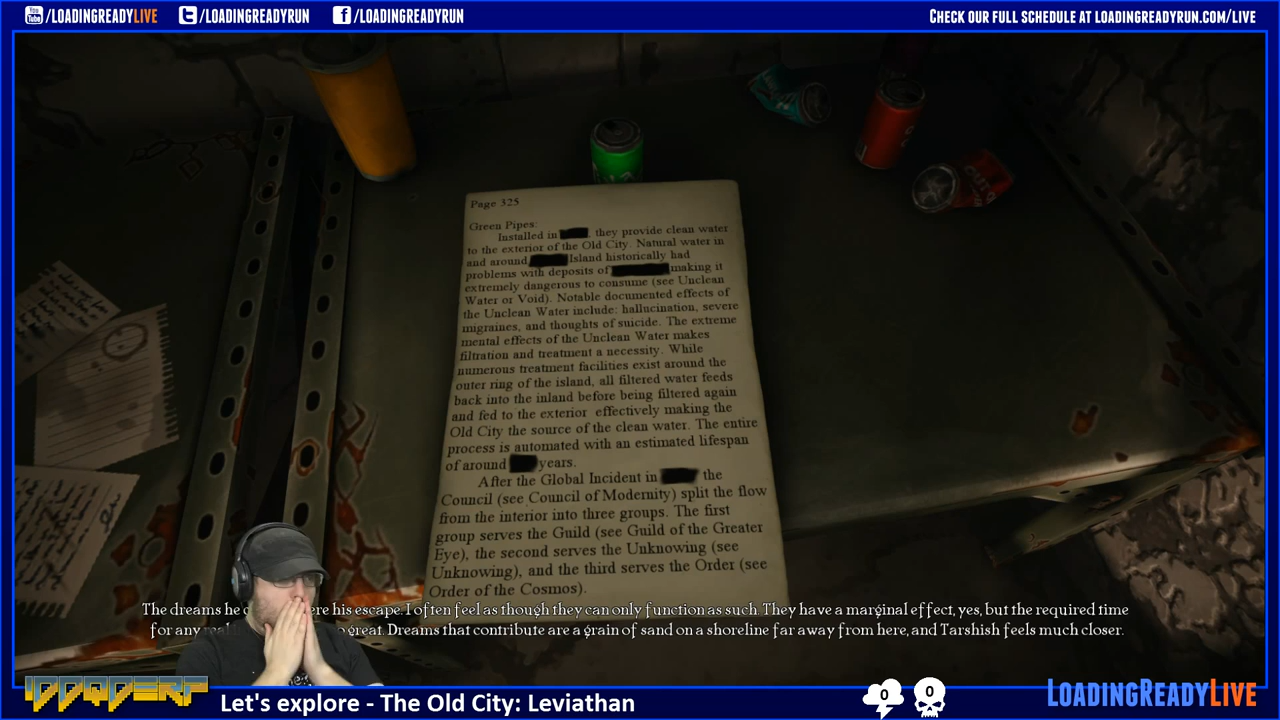 /LOADINGREADYLIVE
/LOADINGREADYRUN
/LOADINGREADYRUN
CHECK OUR FULL SCHEDULE AT LOADINGREADYRUN.COM/LIVE
Page 325
Green Pipes:
Installed in they provide clean water
to the exterior of the Old City. Natural water in
and around Island historically had
problems with deposits of making it
extremely dangerous to consume (see Unclean
Water or Void). Notable documented effects of
the Unclean Water include: hallucination, severe
migraines, and thoughts of suicide. The extreme
mental effects of the Unclean Water makes
filtration and treatment a necessity. While
numerous treatment facilities exist around the
outer ring of the island, all filtered water feeds
back into the inland before being filtered again
and fed to the exterior effectively making the
Old City the source of the clean water. The entire
process is automated with an estimated lifespan
of around years.
After the Global Incident in the
Council (see Council of Modernity) split the flow
from the interior into three groups. The first
group serves the Guild (see Guild of the Greater
Eye), the second serves the Unknowing (see
Unknowing), and the third serves the Order (see
Order of the Cosmos).
The dreams he his escape. I often feel as though they can only function as such. They have a marginal effect, yes, but the required time
for any great. Dreams that contribute are a grain of sand on a shoreline far away from here, and Tarshish feels much closer.
IDDQDERP
Let's explore - The Old City: Leviathan
0
0
LOADINGREADYLIVE